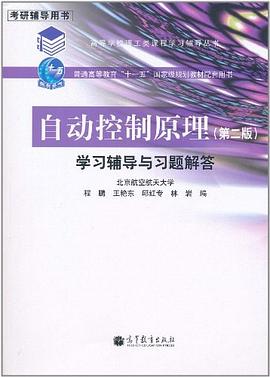 考研辅导用书
高等学校理工类课程学习辅导丛书
普通高等教育“十一五”国家级规划教材配套用书
自动控制原理(第二版)
学习辅导与习题解答
北京航空航天大学
程 鹏 王艳东 邱红专 林 岩 编
高等教育出版社